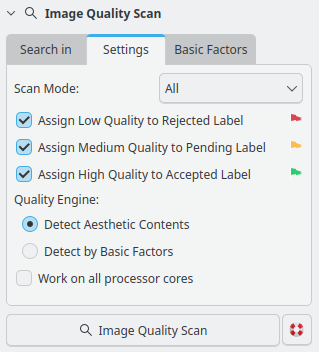 Image Quality Scan
Search in Settings Basic Factors
Scan Mode: All
Assign Low Quality to Rejected Label
Assign Medium Quality to Pending Label
Assign High Quality to Accepted Label
Quality Engine:
Detect Aesthetic Contents
Detect by Basic Factors
Work on all processor cores
Image Quality Scan